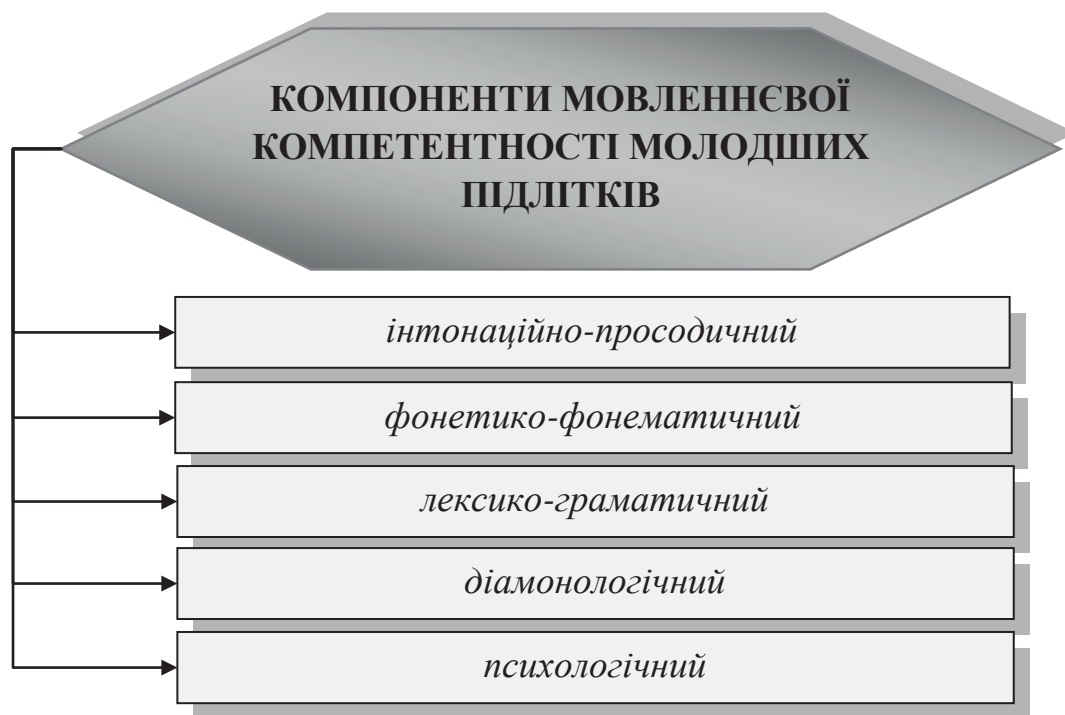 КОМПОНЕНТИ МОВЛЕННЄВОЇ
КОМПЕТЕНТНОСТІ МОЛОДШИХ
ПІДЛІТКІВ
інтонаційно-просодичний
фонетико-фонематичний
лексико-граматичний
діамонологічний
психологічний